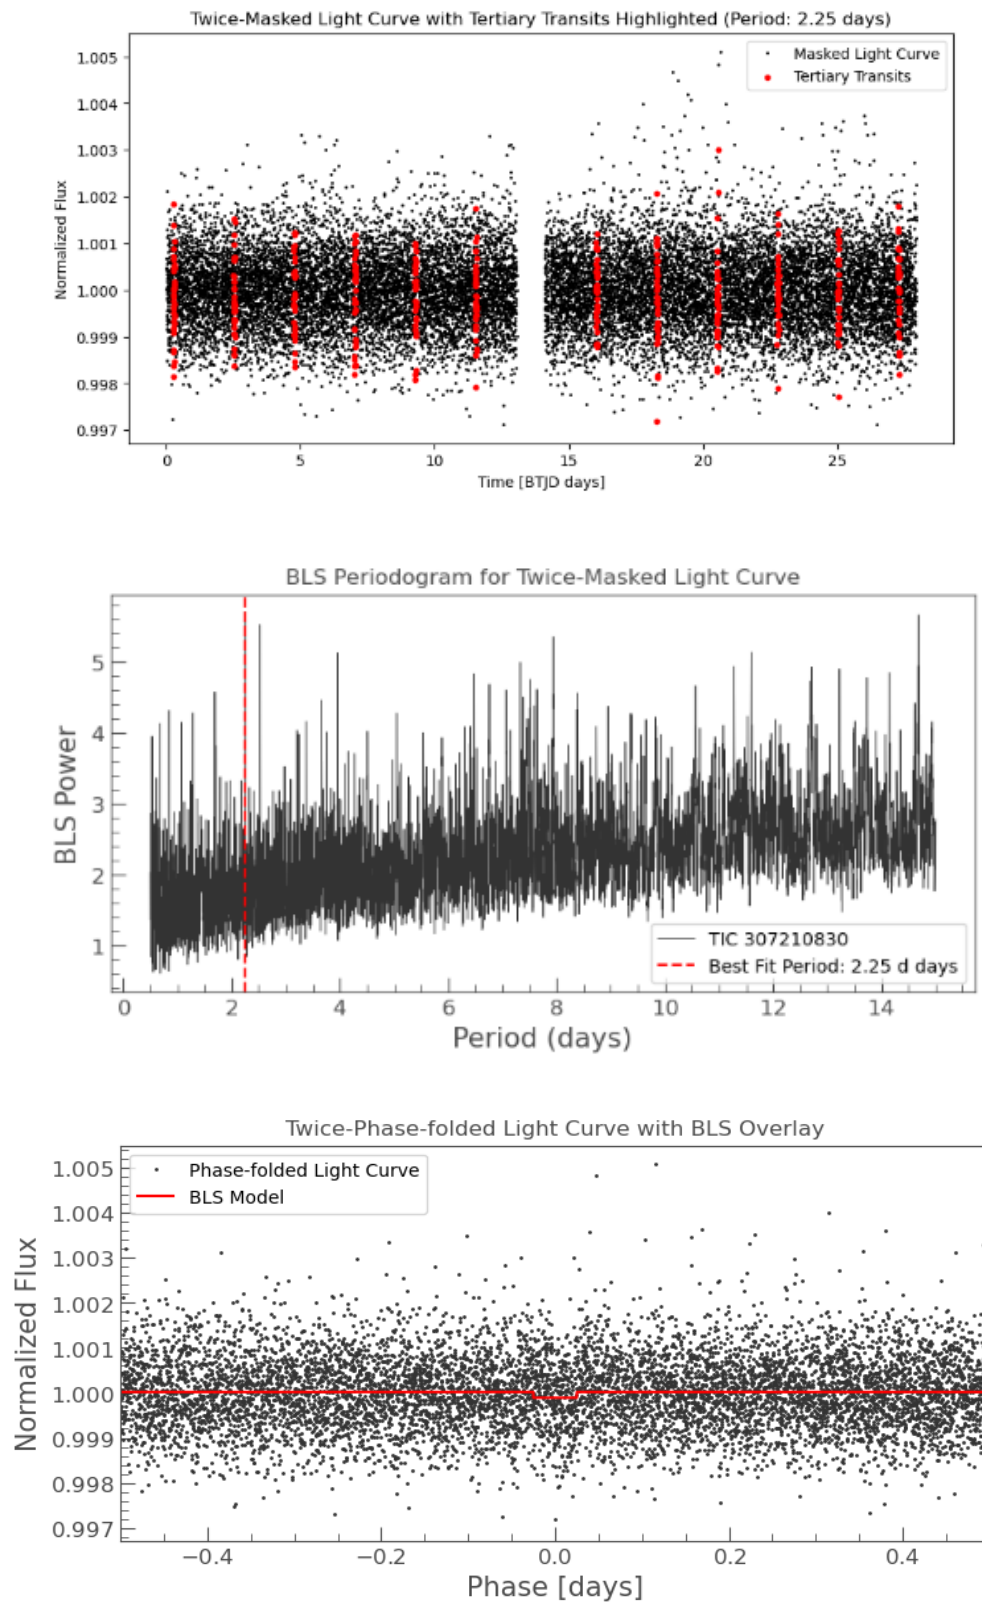 Twice-Masked Light Curve with Tertiary Transits Highlighted (Period: 2.25 days)
1.005
1.004
1.003
1.002
1.001
1.000
0.999
0.998
0.997
Normalized Flux
Masked Light Curve
Tertiary Transits
0 5 10 15 20 25
Time [BTJD days]
BLS Periodogram for Twice-Masked Light Curve
5
4
3
2
1
BLS Power
TIC 307210830
Best Fit Period: 2.25 d days
0 2 4 6 8 10 12 14
Period (days)
Twice-Phase-folded Light Curve with BLS Overlay
1.005
1.004
1.003
1.002
1.001
1.000
0.999
0.998
0.997
Normalized Flux
Phase-folded Light Curve
BLS Model
−0.4 −0.2 0.0 0.2 0.4
Phase [days]